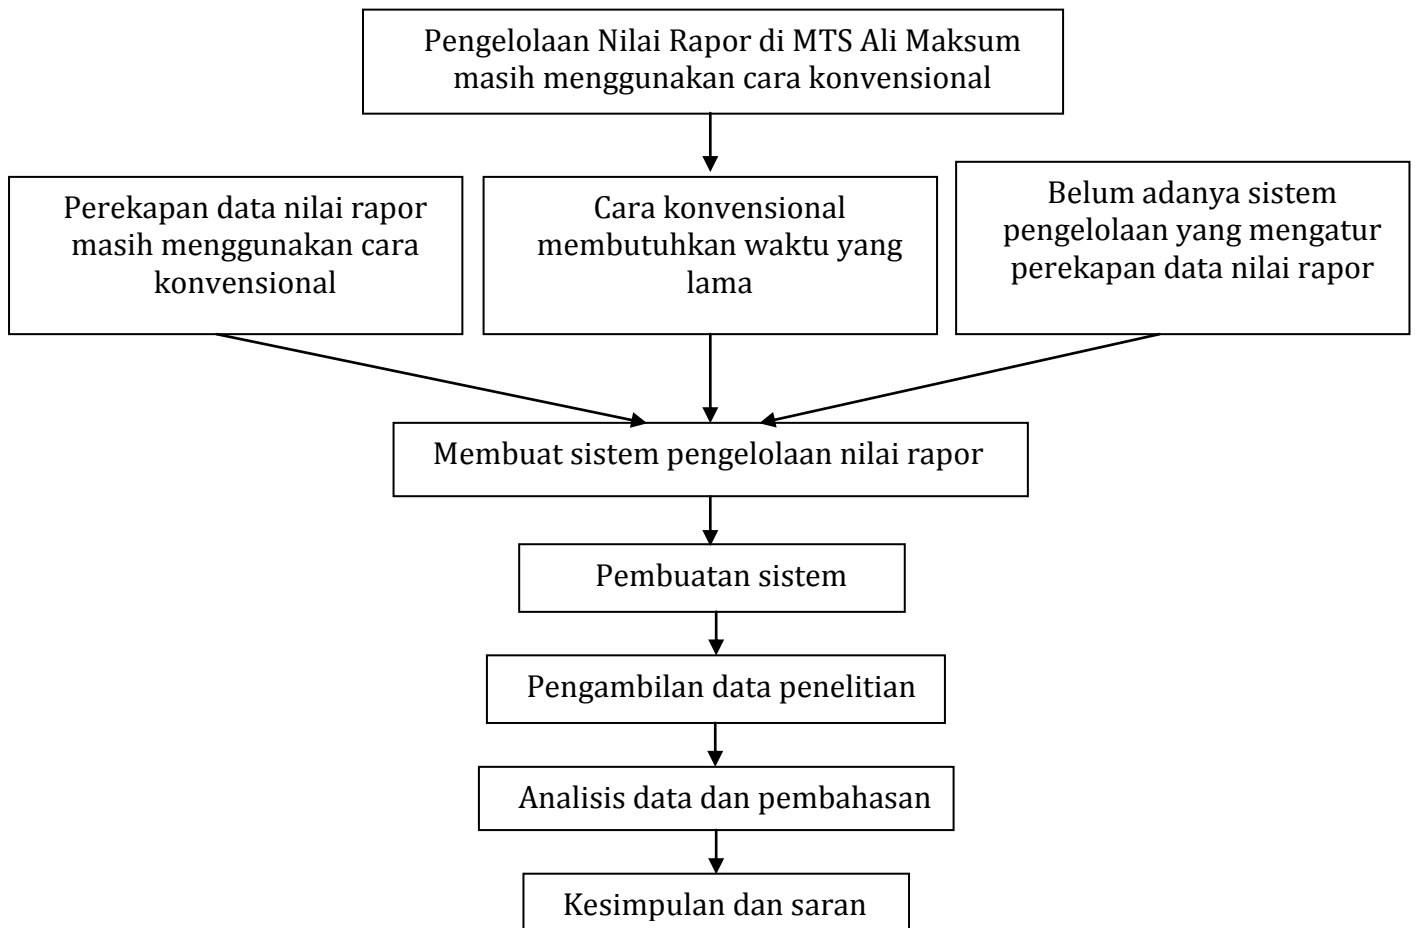 Pengelolaan Nilai Rapor di MTS Ali Maksum
masih menggunakan cara konvensional
Perekapan data nilai rapor
masih menggunakan cara
konvensional
Cara konvensional
membutuhkan waktu yang
lama
Belum adanya sistem
pengelolaan yang mengatur
perekapan data nilai rapor
Membuat sistem pengelolaan nilai rapor
Pembuatan sistem
Pengambilan data penelitian
Analisis data dan pembahasan
Kesimpulan dan saran